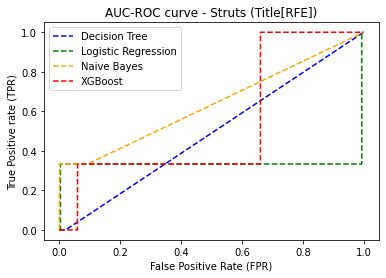 AUC-ROC curve - Struts (Title[RFE])
Decision Tree
Logistic Regression
Naive Bayes
XGBoost
True Positive rate (TPR)
1.0
0.8
0.6
0.4
0.2
0.0
0.0 0.2 0.4 0.6 0.8 1.0
False Positive Rate (FPR)